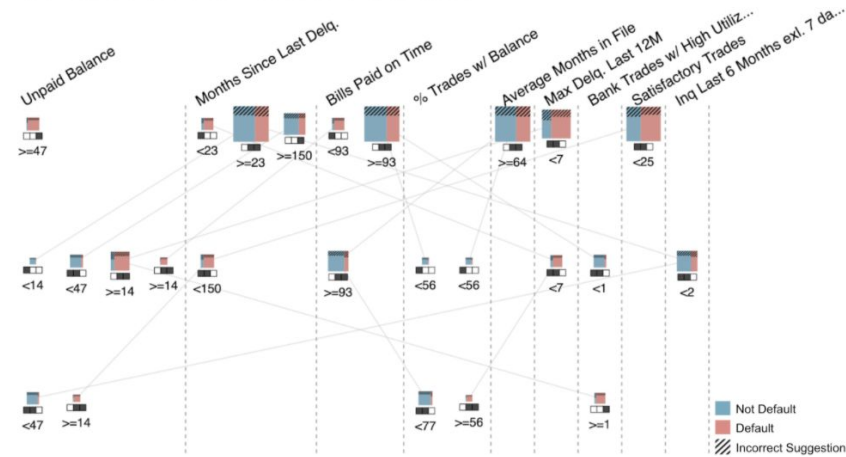 Unpaid Balance
Months Since Last Delq.
Bills Paid on Time
% Trades w/ Balance
Average Months in File
Max Delq. Last 12M
Bank Trades w/ High Utiliz...
Satisfactory Trades
Inq Last 6 Months exl. 7 da...
>=47
<23
>=23
>=150
<93
>=93
>=64
<7
<25
<14
<47
>=14
>=14
<150
>=93
<56
<56
<7
<1
<2
<47
>=14
<77
>=56
>=1
Not Default
Default
Incorrect Suggestion